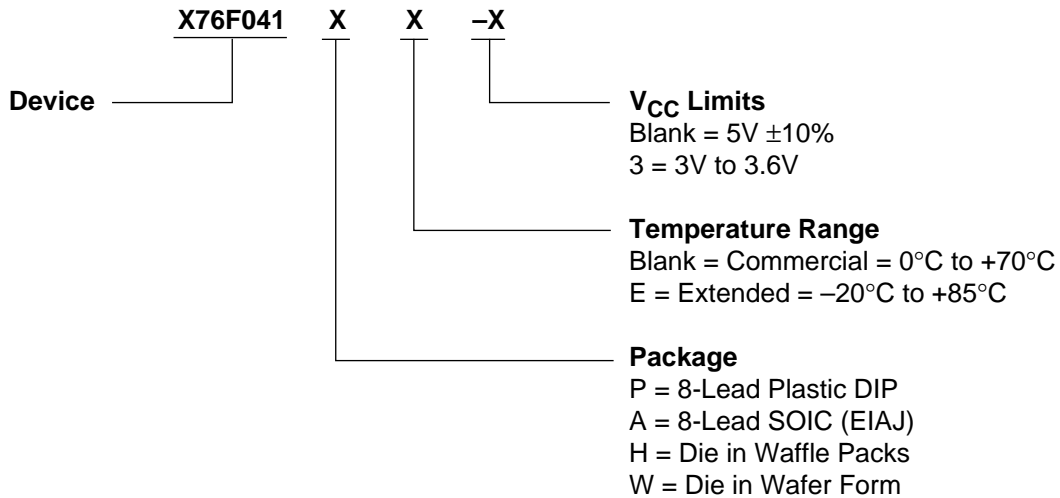 X76F041 X X –X
Device
VCC Limits
Blank = 5V ±10%
3 = 3V to 3.6V
Temperature Range
Blank = Commercial = 0°C to +70°C
E = Extended = –20°C to +85°C
Package
P = 8-Lead Plastic DIP
A = 8-Lead SOIC (EIAJ)
H = Die in Waffle Packs
W = Die in Wafer Form